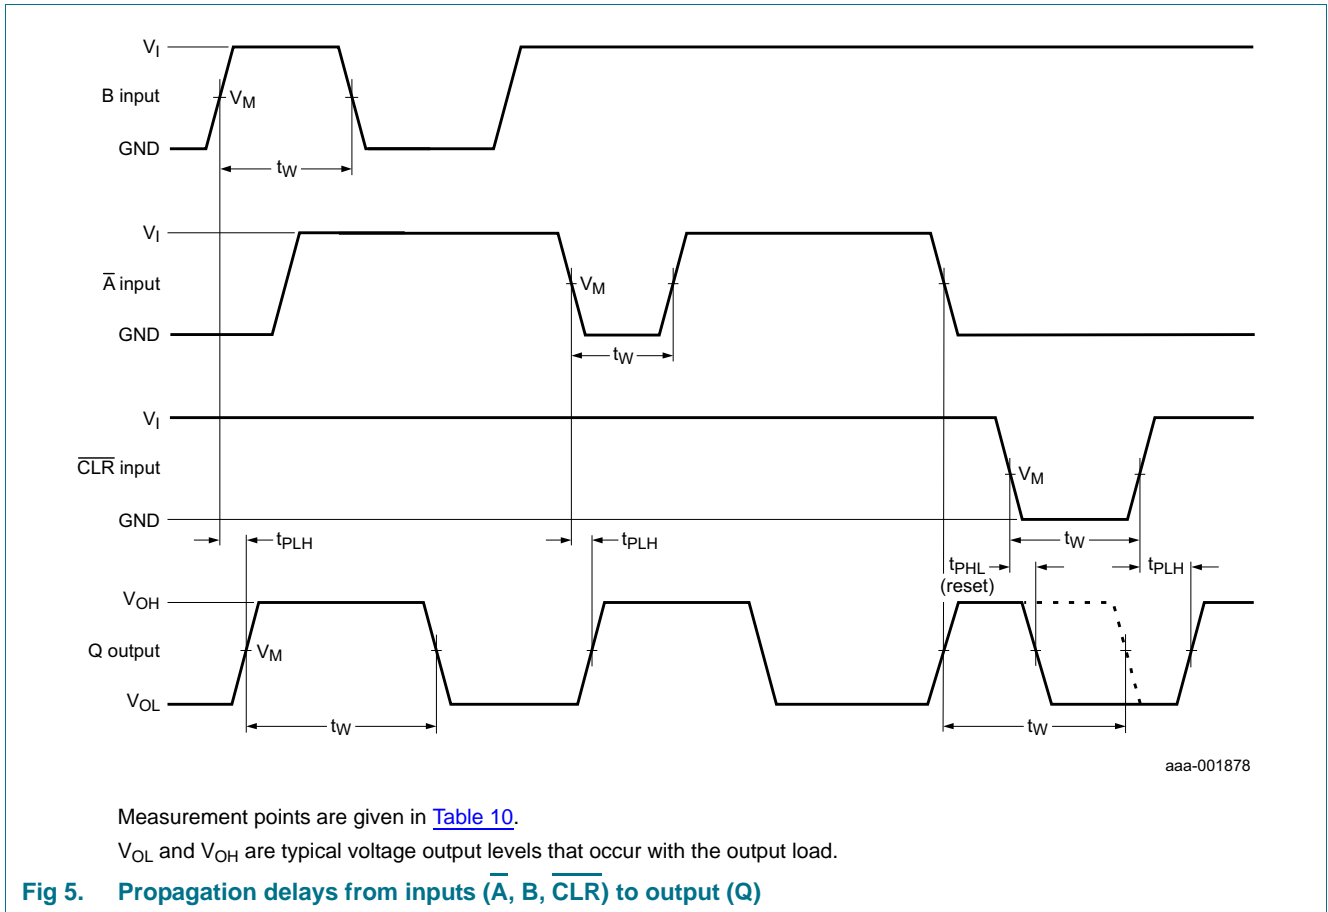 VI
B input
VM
GND
tW
VI
A̅ input
VM
GND
tW
VI
C̅L̅R̅ input
VM
GND
tPLH
tPLH
tW
tPHL
(reset)
tPLH
VOH
Q output
VM
VOL
tW
tW
aaa-001878
Measurement points are given in Table 10.
VOL and VOH are typical voltage output levels that occur with the output load.
Fig 5. Propagation delays from inputs (A̅, B, C̅L̅R̅) to output (Q)